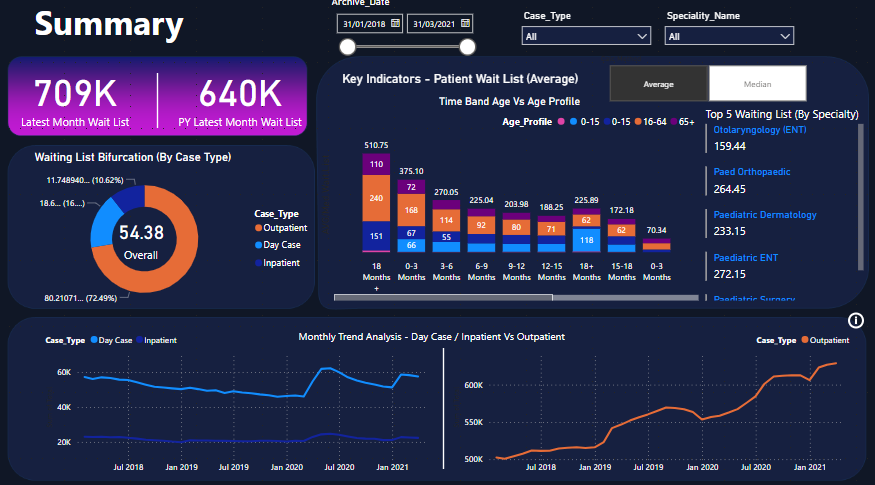 Summary
Archive_Date
31/01/2018
31/03/2021
Case_Type
All
Speciality_Name
All
709K
Latest Month Wait List
640K
PY Latest Month Wait List
Key Indicators - Patient Wait List (Average)
Average
Median
Time Band Age Vs Age Profile
Age_Profile 0-15 0-15 16-64 65+
510.75
110
240
151
375.10
72
168
67
66
270.05
114
55
225.04
92
203.98
80
188.25
71
225.89
62
118
172.18
62
70.34
18 Months +
0-3 Months
3-6 Months
6-9 Months
9-12 Months
12-15 Months
18+ Months
15-18 Months
0-3 Months
Top 5 Waiting List (By Specialty)
Otolaryngology (ENT)
159.44
Paed Orthopaedic
264.45
Paediatric Dermatology
233.15
Paediatric ENT
272.15
Paediatric Surgery
Waiting List Bifurcation (By Case Type)
11.748940... (10.62%)
18.6... (16....)
54.38
Overall
80.21071... (72.49%)
Case_Type
Outpatient
Day Case
Inpatient
Monthly Trend Analysis - Day Case / Inpatient Vs Outpatient
Case_Type Day Case Inpatient
60K
40K
20K
Jul 2018 Jan 2019 Jul 2019 Jan 2020 Jul 2020 Jan 2021
Case_Type Outpatient
600K
550K
500K
Jul 2018 Jan 2019 Jul 2019 Jan 2020 Jul 2020 Jan 2021